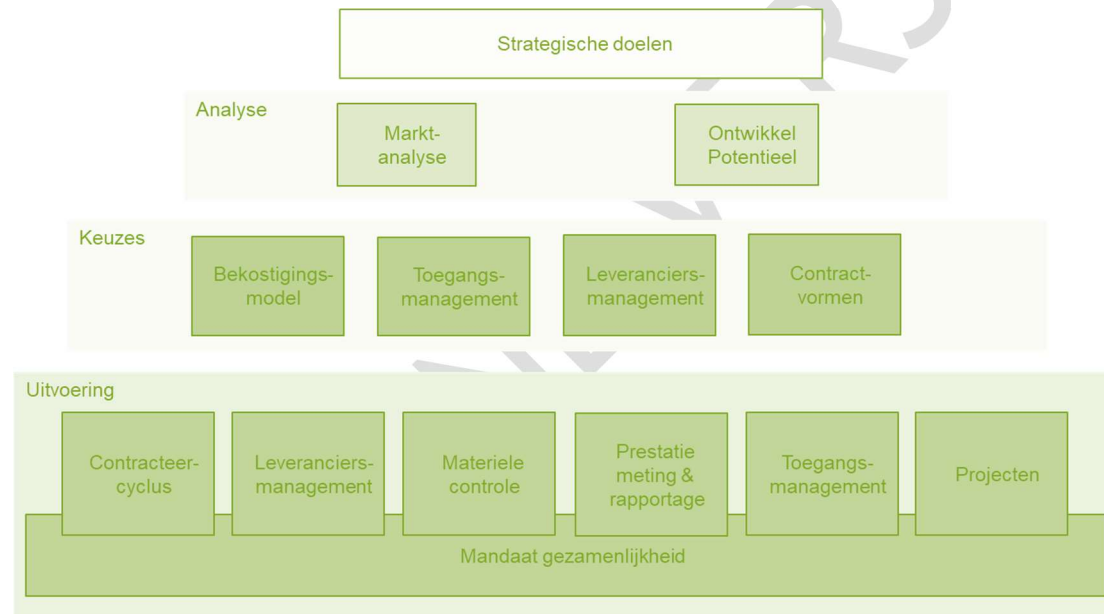 Strategische doelen
Analyse
Markt-
analyse
Ontwikkel
Potentieel
Keuzes
Bekostigings-
model
Toegangs-
management
Leveranciers-
management
Contract-
vormen
Uitvoering
Contracteer-
cyclus
Leveranciers-
management
Materiele
controle
Prestatie
meting &
rapportage
Toegangs-
management
Projecten
Mandaat gezamenlijkheid